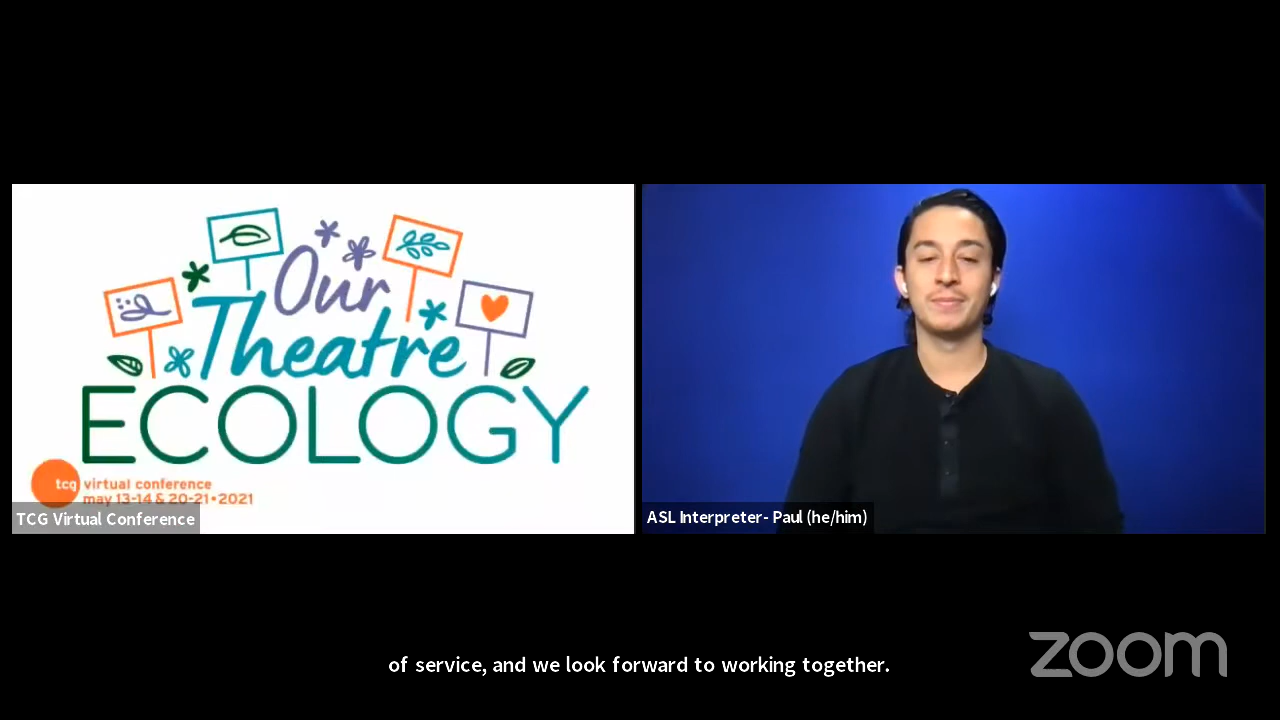 Our
Theatre
ECOLOGY
tcg virtual conference
may 13-14 & 20-21 • 2021
TCG Virtual Conference
ASL Interpreter- Paul (he/him)
of service, and we look forward to working together.
zoom